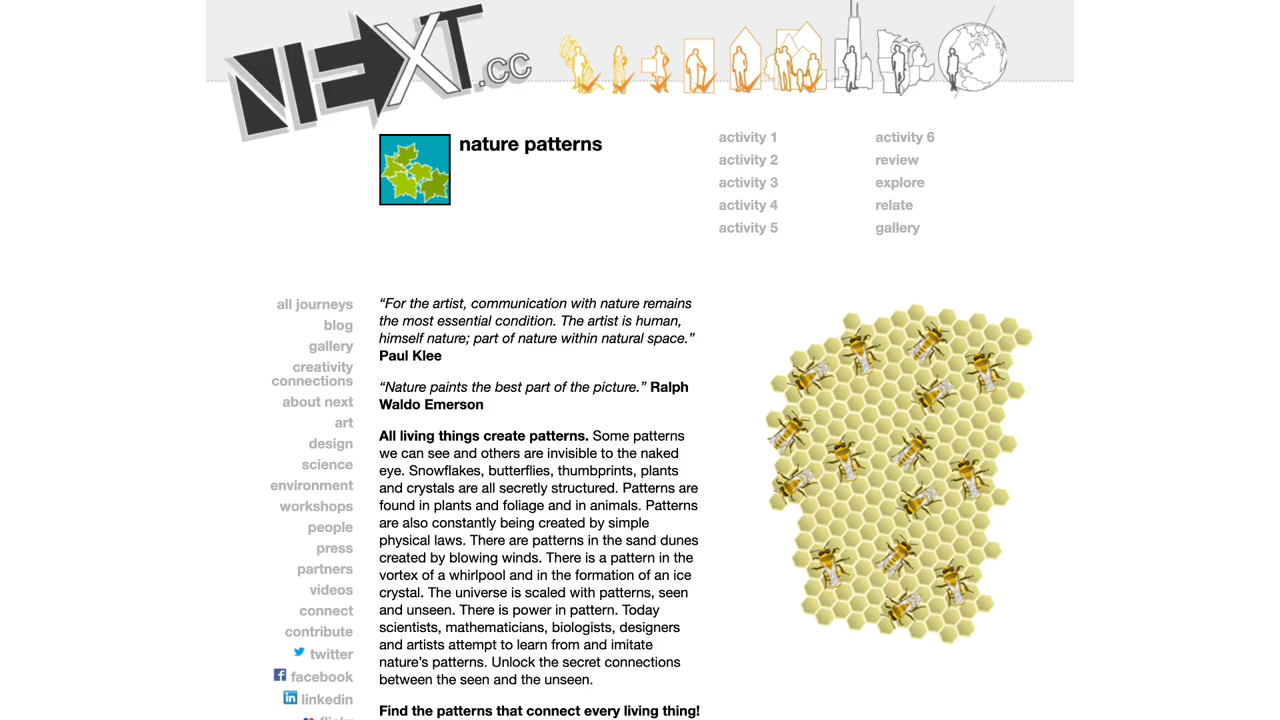 NEXT.cc
nature patterns
activity 1
activity 2
activity 3
activity 4
activity 5
activity 6
review
explore
relate
gallery
all journeys
blog
gallery
creativity
connections
about next
art
design
science
environment
workshops
people
press
partners
videos
connect
contribute
twitter
facebook
linkedin
flickr
“For the artist, communication with nature remains
the most essential condition. The artist is human,
himself nature; part of nature within natural space.”
Paul Klee
“Nature paints the best part of the picture.” Ralph
Waldo Emerson
All living things create patterns. Some patterns
we can see and others are invisible to the naked
eye. Snowflakes, butterflies, thumbprints, plants
and crystals are all secretly structured. Patterns are
found in plants and foliage and in animals. Patterns
are also constantly being created by simple
physical laws. There are patterns in the sand dunes
created by blowing winds. There is a pattern in the
vortex of a whirlpool and in the formation of an ice
crystal. The universe is scaled with patterns, seen
and unseen. There is power in pattern. Today
scientists, mathematicians, biologists, designers
and artists attempt to learn from and imitate
nature’s patterns. Unlock the secret connections
between the seen and the unseen.
Find the patterns that connect every living thing!